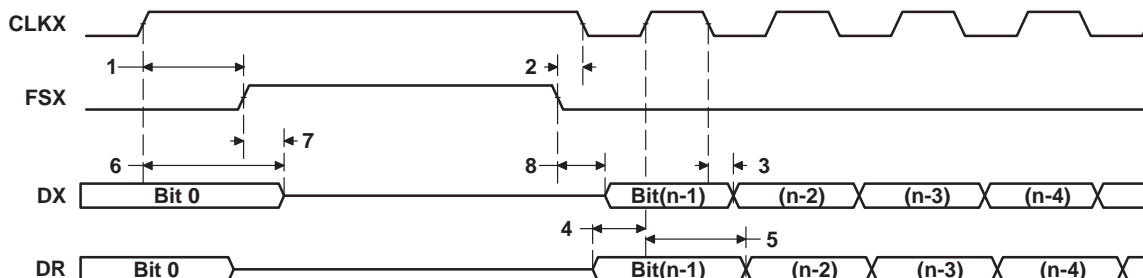 CLKX
1
2
FSX
7
6
8
3
DX
Bit 0
Bit(n-1)
(n-2)
(n-3)
(n-4)
4
5
DR
Bit 0
Bit(n-1)
(n-2)
(n-3)
(n-4)